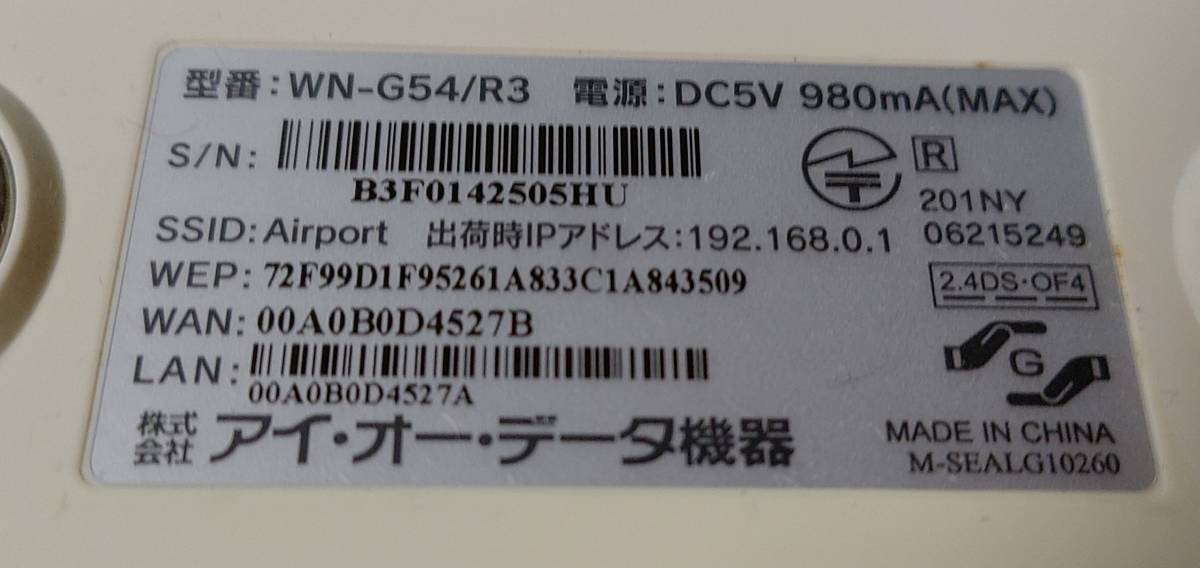 型番：WN-G54/R3 電源：DC5V 980mA(MAX)
S/N:
B3F0142505HU
R
201NY
06215249
SSID:Airport 出荷時IPアドレス：192.168.0.1
WEP: 72F99D1F95261A833C1A843509
2.4DS・OF4
WAN: 00A0B0D4527B
LAN:
00A0B0D4527A
G
株式会社 アイ・オー・データ機器
MADE IN CHINA
M-SEALG10260